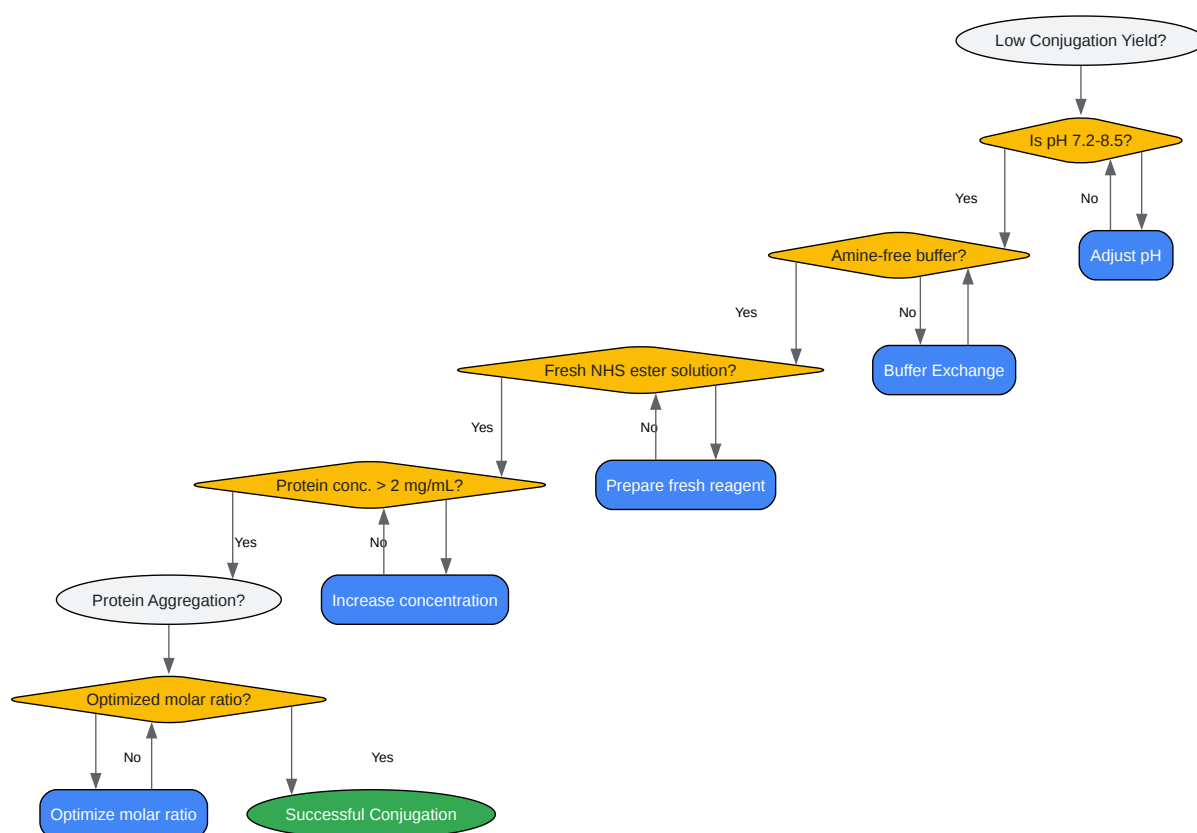 Low Conjugation Yield?
Is pH 7.2-8.5?
Yes
No
Amine-free buffer?
Adjust pH
Yes
No
Fresh NHS ester solution?
Buffer Exchange
Yes
No
Protein conc. > 2 mg/mL?
Prepare fresh reagent
Yes
No
Protein Aggregation?
Increase concentration
Optimized molar ratio?
No
Yes
Optimize molar ratio
Successful Conjugation